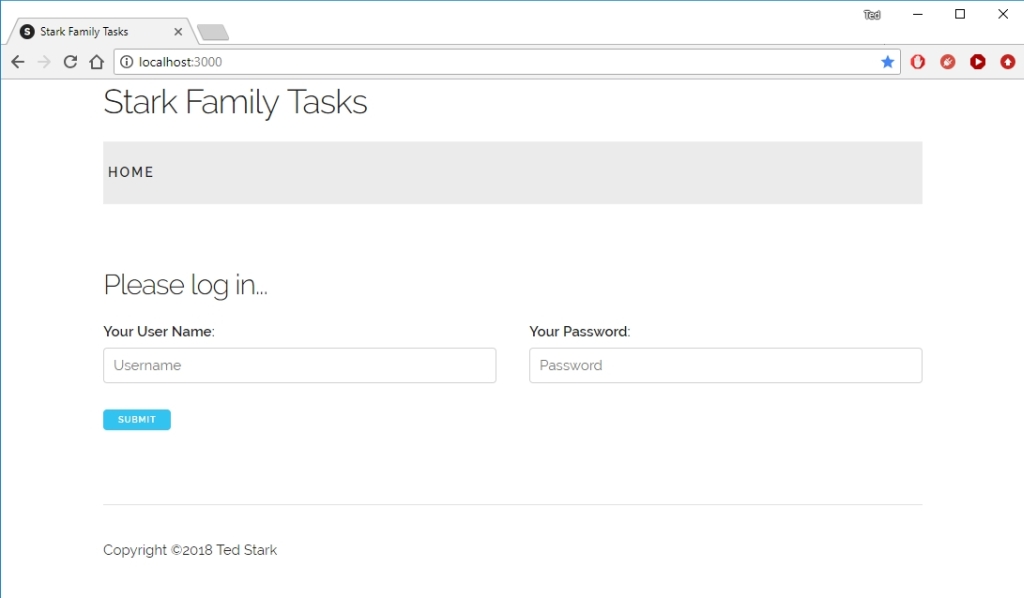 Ted
Stark Family Tasks
localhost:3000
Stark Family Tasks
HOME
Please log in...
Your User Name: Your Password:
Username Password
SUBMIT
Copyright ©2018 Ted Stark